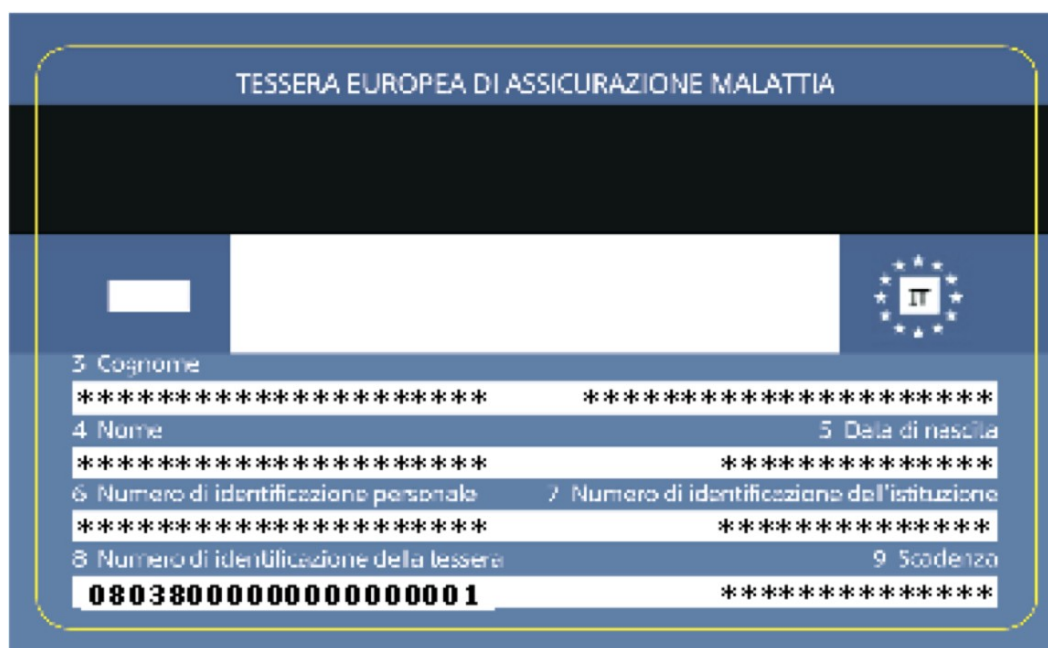 TESSERA EUROPEA DI ASSICURAZIONE MALATTIA
IT
3 Cognome
************************* *************************
4 Nome 5 Data di nascita
************************* *****************
6 Numero di identificazione personale 7 Numero di identificazione dell'istituzione
************************* *****************
8 Numero di identificazione della tessera 9 Scadenza
08038000000000000001 *****************